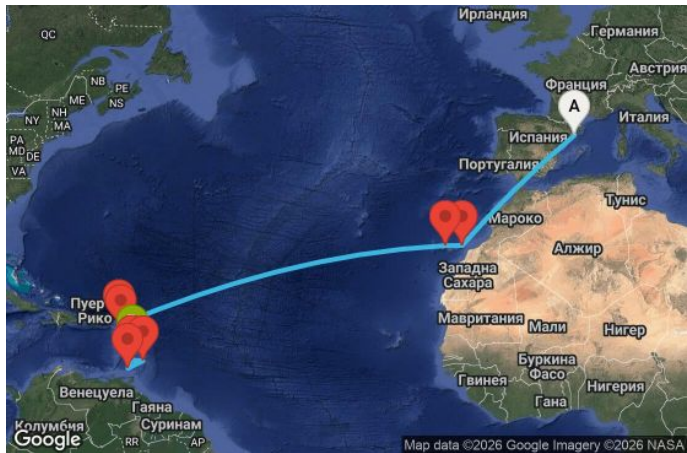 Ирландия
QC
Германия
NB
PE
Австрия
ME
NS
Франция
NH
NY
MA
A
Италия
PA
Испания
MD
DE
VA
Португалия
Тунис
Мароко
Алжир
Западна
Сахара
Пуер
Рико
Мавритания
Мали
Нигер
Буркина
Фасо
Венецуела
Гвинея
Нигерия
Гаяна
Гана
Колумбия
Суринам
RR
AP
Google
Map data ©2026 Google Imagery ©2026 NASA